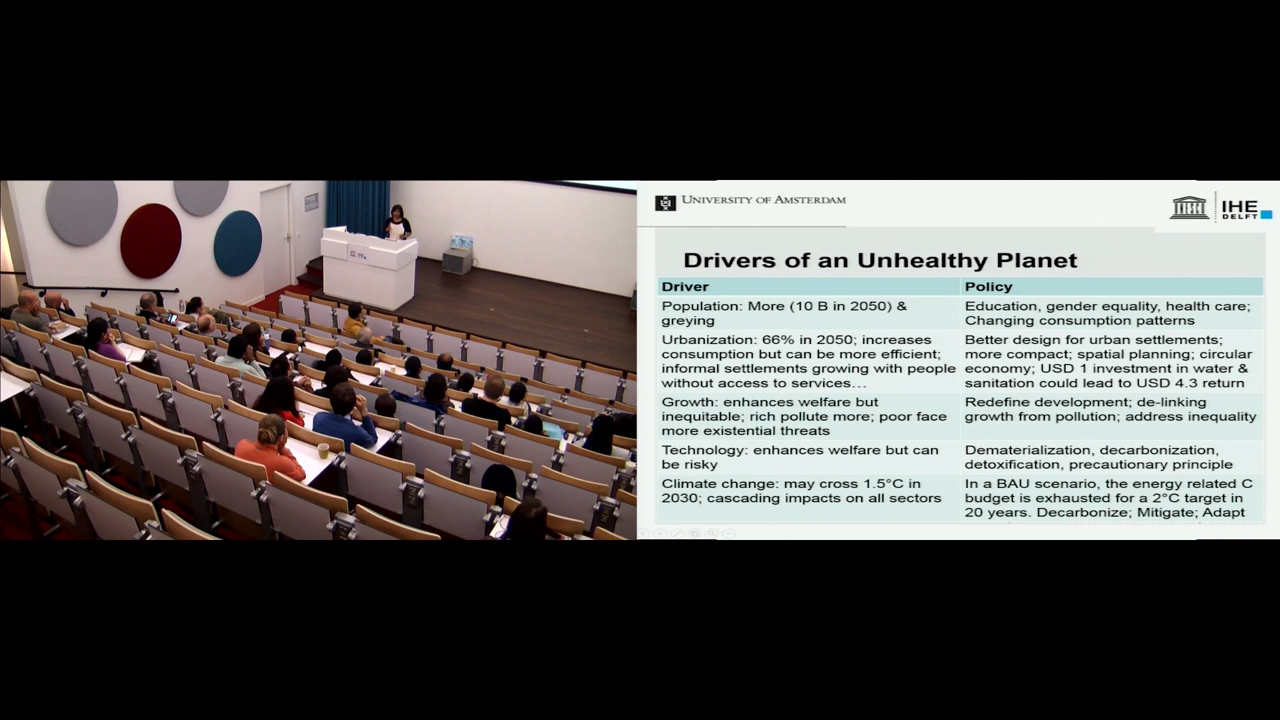 UNIVERSITY OF AMSTERDAM
UNESCO
IHE
DELFT
Drivers of an Unhealthy Planet
Driver
Policy
Population: More (10 B in 2050) &
greying
Education, gender equality, health care;
Changing consumption patterns
Urbanization: 66% in 2050; increases
consumption but can be more efficient;
informal settlements growing with people
without access to services…
Better design for urban settlements;
more compact; spatial planning; circular
economy; USD 1 investment in water &
sanitation could lead to USD 4.3 return
Growth: enhances welfare but
inequitable; rich pollute more; poor face
more existential threats
Redefine development; de-linking
growth from pollution; address inequality
Technology: enhances welfare but can
be risky
Dematerialization, decarbonization,
detoxification, precautionary principle
Climate change: may cross 1.5°C in
2030; cascading impacts on all sectors
In a BAU scenario, the energy related C
budget is exhausted for a 2°C target in
20 years. Decarbonize; Mitigate; Adapt